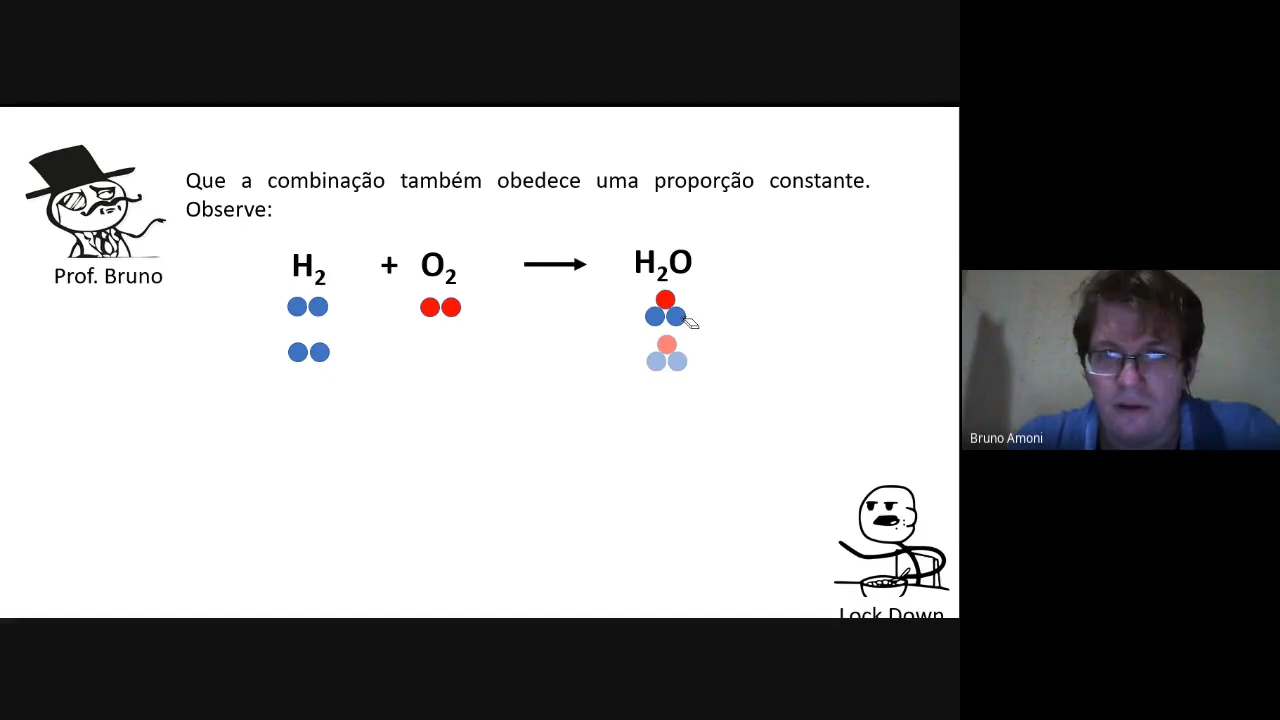 Que a combinação também obedece uma proporção constante.
Observe:
Prof. Bruno
H₂ + O₂ → H₂O
Bruno Amoni
Lock Down